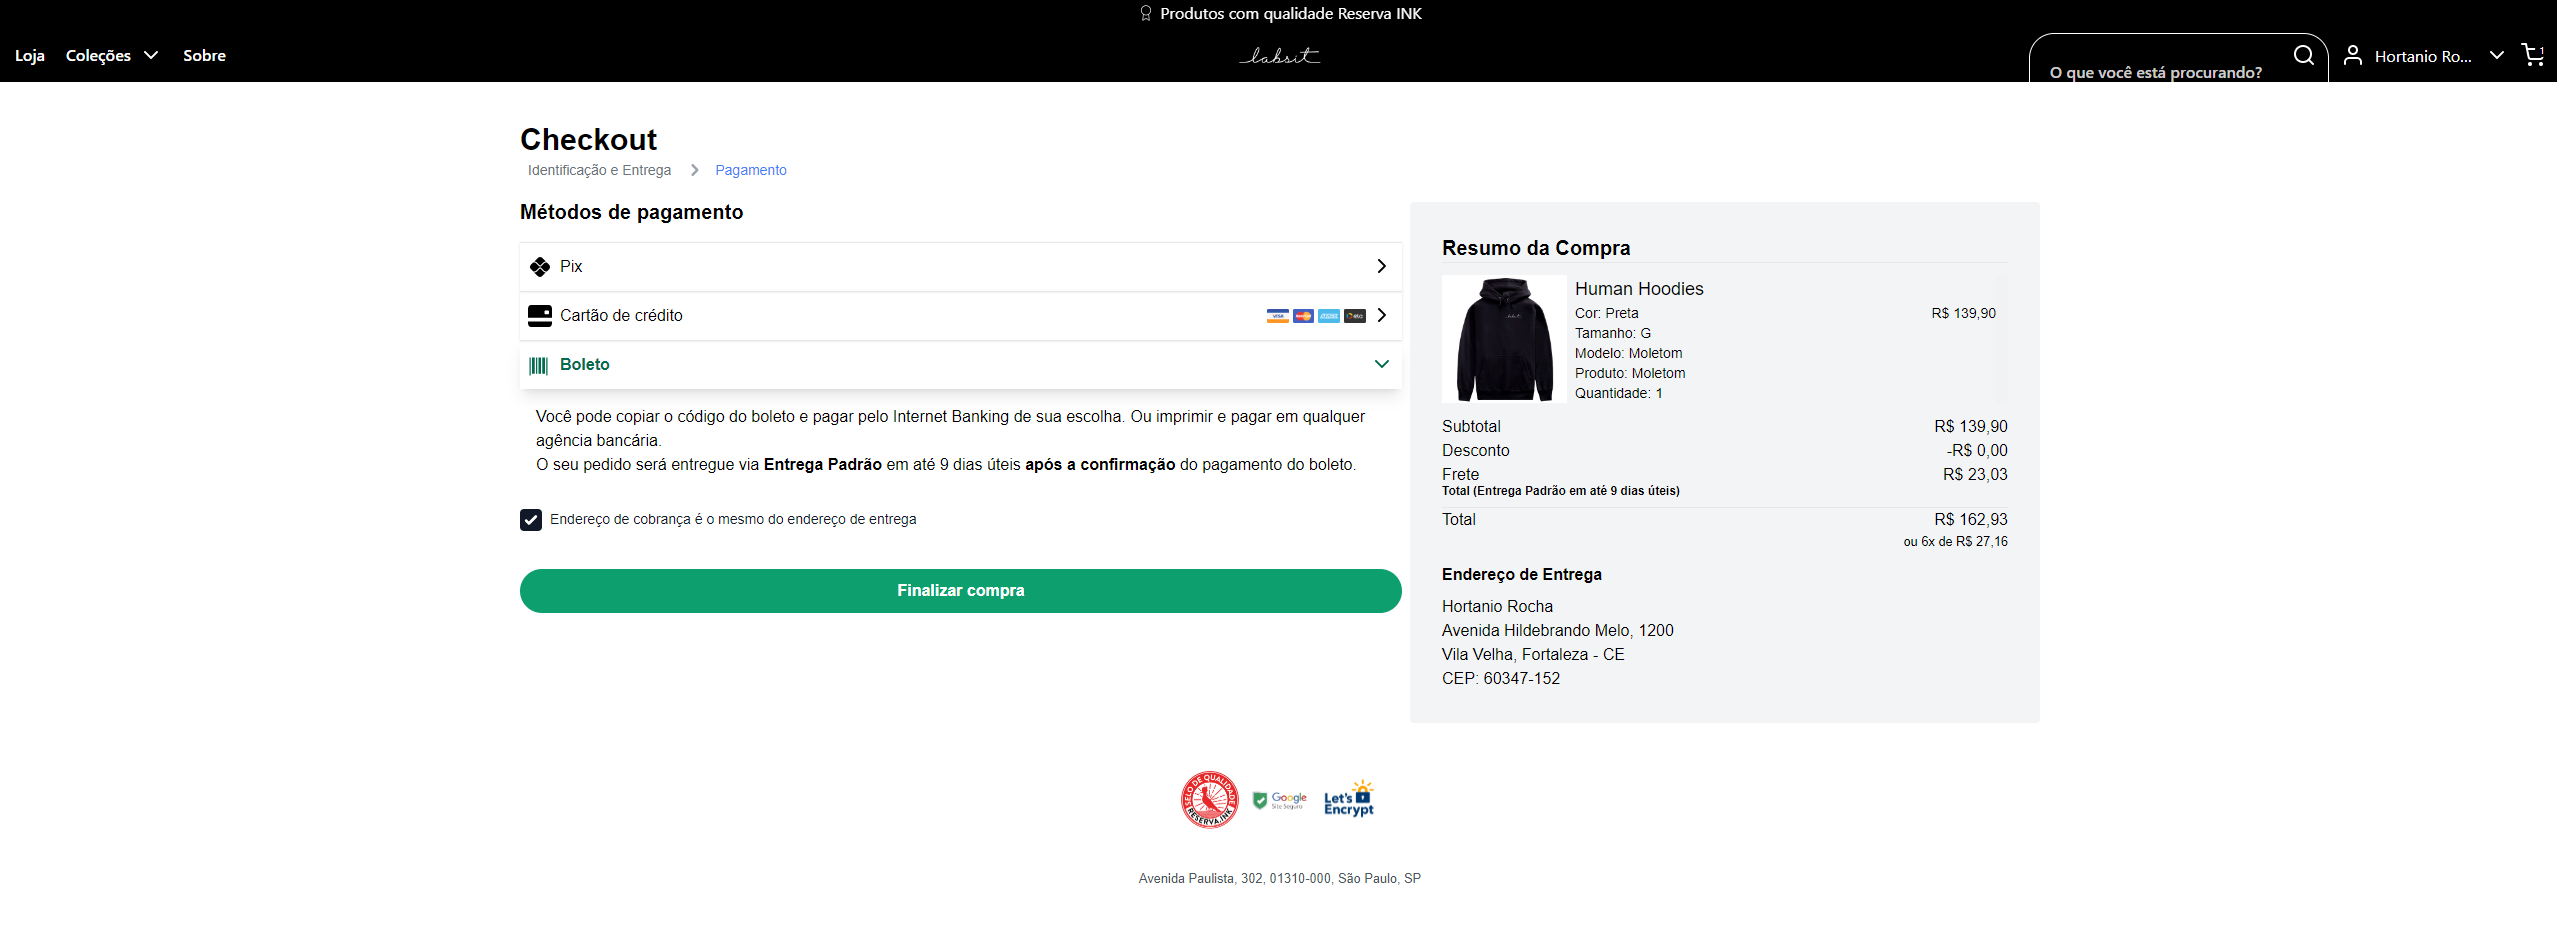 Produtos com qualidade Reserva INK
Loja Coleções Sobre
labsit
O que você está procurando?
Hortanio Ro...
1
Checkout
Identificação e Entrega Pagamento
Métodos de pagamento
Pix
Cartão de crédito
VISA
elo
Boleto
Você pode copiar o código do boleto e pagar pelo Internet Banking de sua escolha. Ou imprimir e pagar em qualquer
agência bancária.
O seu pedido será entregue via Entrega Padrão em até 9 dias úteis após a confirmação do pagamento do boleto.
Endereço de cobrança é o mesmo do endereço de entrega
Finalizar compra
Resumo da Compra
Human Hoodies
Cor: Preta R$ 139,90
Tamanho: G
Modelo: Moletom
Produto: Moletom
Quantidade: 1
Subtotal R$ 139,90
Desconto -R$ 0,00
Frete R$ 23,03
Total (Entrega Padrão em até 9 dias úteis)
Total R$ 162,93
ou 6x de R$ 27,16
Endereço de Entrega
Hortanio Rocha
Avenida Hildebrando Melo, 1200
Vila Velha, Fortaleza - CE
CEP: 60347-152
SELO DE QUALIDADE
RESERVA.INK
Google
Site Seguro
Let's
Encrypt
Avenida Paulista, 302, 01310-000, São Paulo, SP